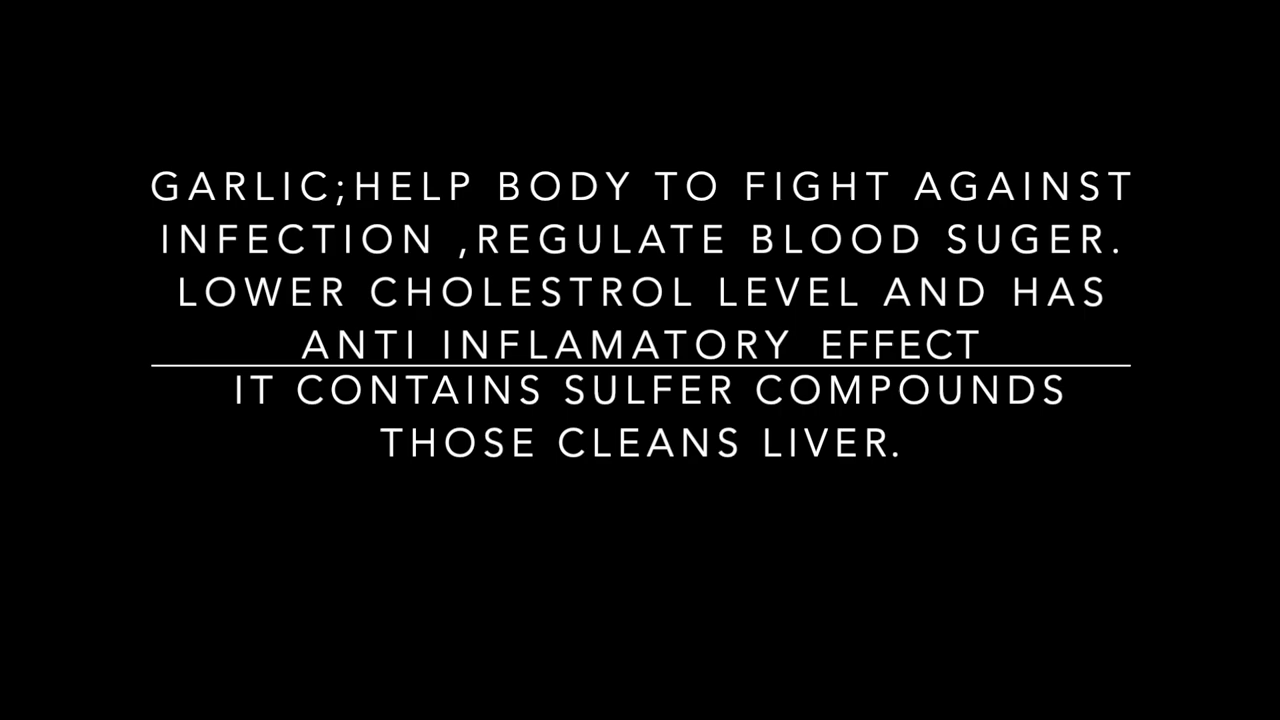 GARLIC;HELP BODY TO FIGHT AGAINST
INFECTION ,REGULATE BLOOD SUGER.
LOWER CHOLESTROL LEVEL AND HAS
ANTI INFLAMATORY EFFECT
IT CONTAINS SULFER COMPOUNDS
THOSE CLEANS LIVER.